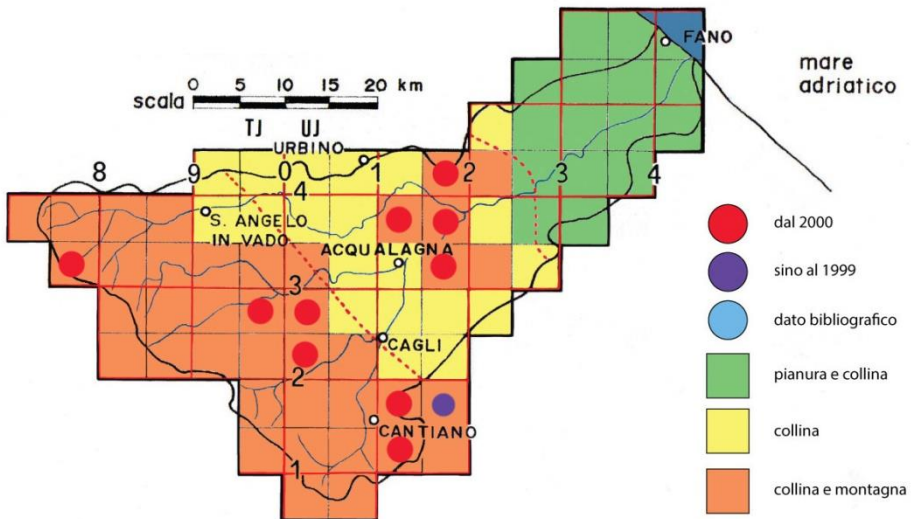 FANO
mare
adriatico
0 5 10 15 20 km
scala
TJ UJ
URBINO
8 9 0 1 2 3 4
4
S. ANGELO
IN VADO
ACQUALAGNA
3
CAGLI
2
CANTIANO
1
dal 2000
sino al 1999
dato bibliografico
pianura e collina
collina
collina e montagna